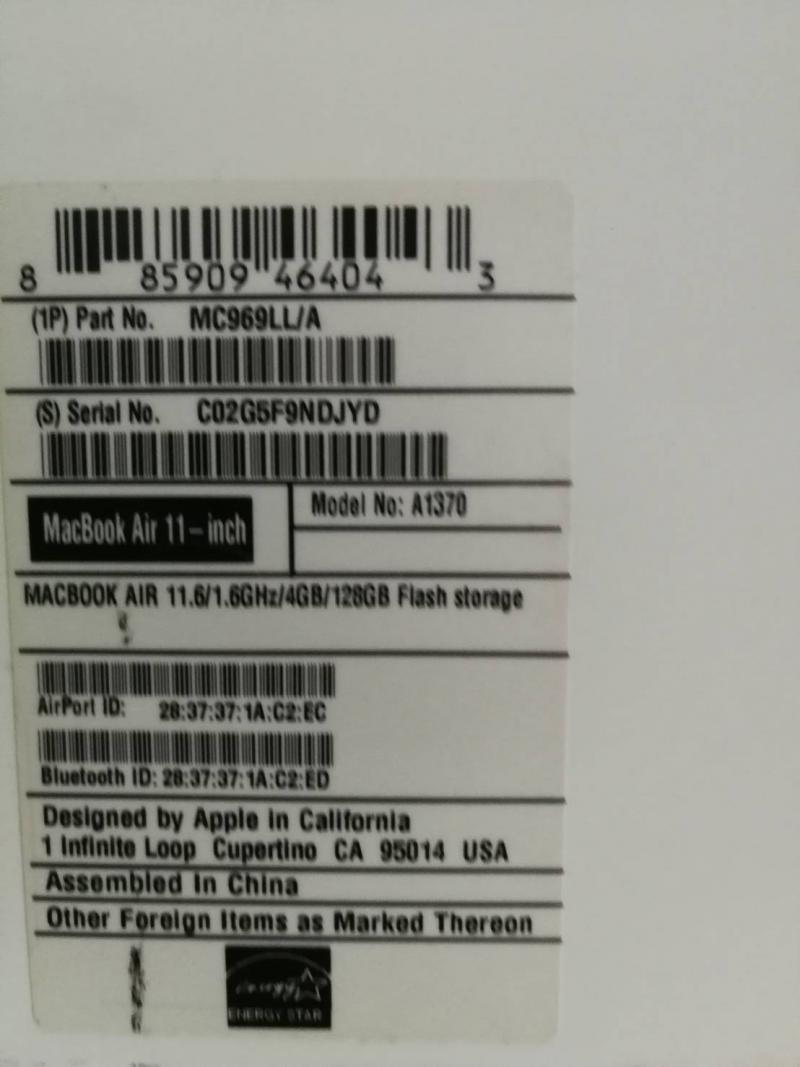 8 85909 46404 3
(1P) Part No. MC969LL/A
(S) Serial No. C02G5F9NDJYD
MacBook Air 11-inch
Model No: A1370
MACBOOK AIR 11.6/1.6GHz/4GB/128GB Flash storage
AirPort ID: 28:37:37:1A:C2:EC
Bluetooth ID: 28:37:37:1A:C2:ED
Designed by Apple in California
1 Infinite Loop Cupertino CA 95014 USA
Assembled in China
Other Foreign Items as Marked Thereon
energy
ENERGY STAR